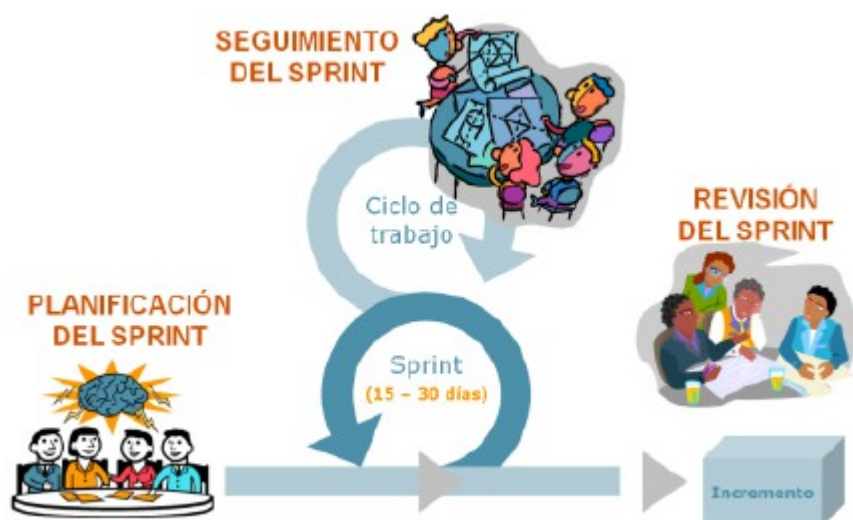 SEGUIMIENTO
DEL SPRINT
Ciclo de
trabajo
REVISIÓN
DEL SPRINT
PLANIFICACIÓN
DEL SPRINT
Sprint
(15 – 30 días)
Incremento